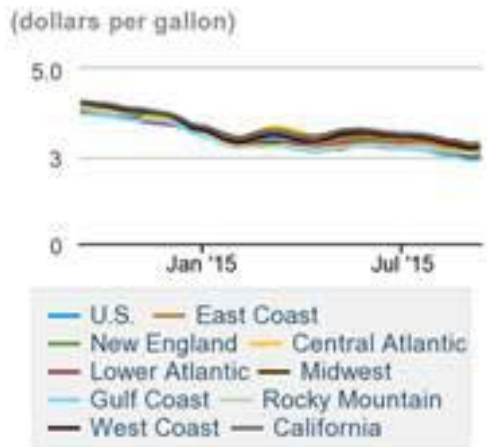 (dollars per gallon)
5.0
3
0
Jan '15 Jul '15
U.S. East Coast
New England Central Atlantic
Lower Atlantic Midwest
Gulf Coast Rocky Mountain
West Coast California